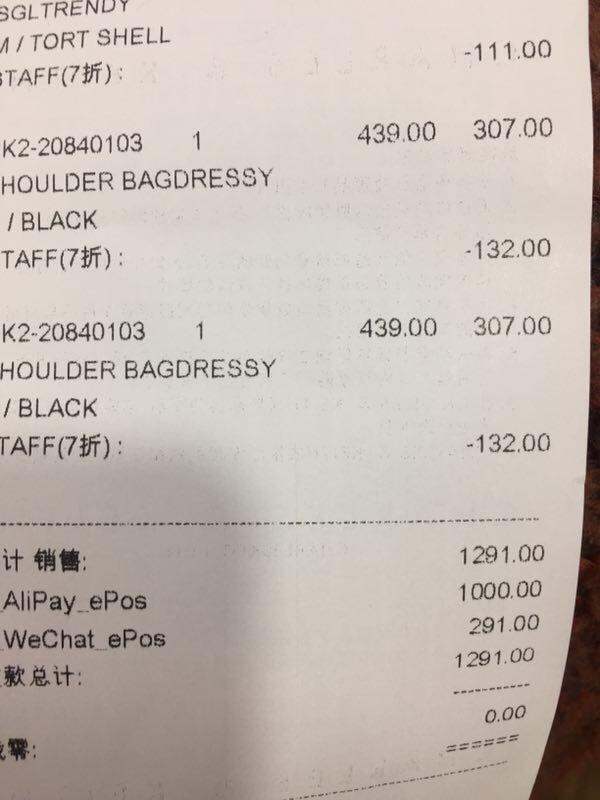 SGLTRENDY
M / TORT SHELL
-111.00
STAFF(7折) :
K2-20840103 1 439.00 307.00
HOULDER BAGDRESSY
/ BLACK
TAFF(7折) : -132.00
K2-20840103 1 439.00 307.00
HOULDER BAGDRESSY
/ BLACK
TAFF(7折) : -132.00
计 销售: 1291.00
_AliPay_ePos 1000.00
_WeChat_ePos 291.00
款总计: 1291.00
0.00
零: